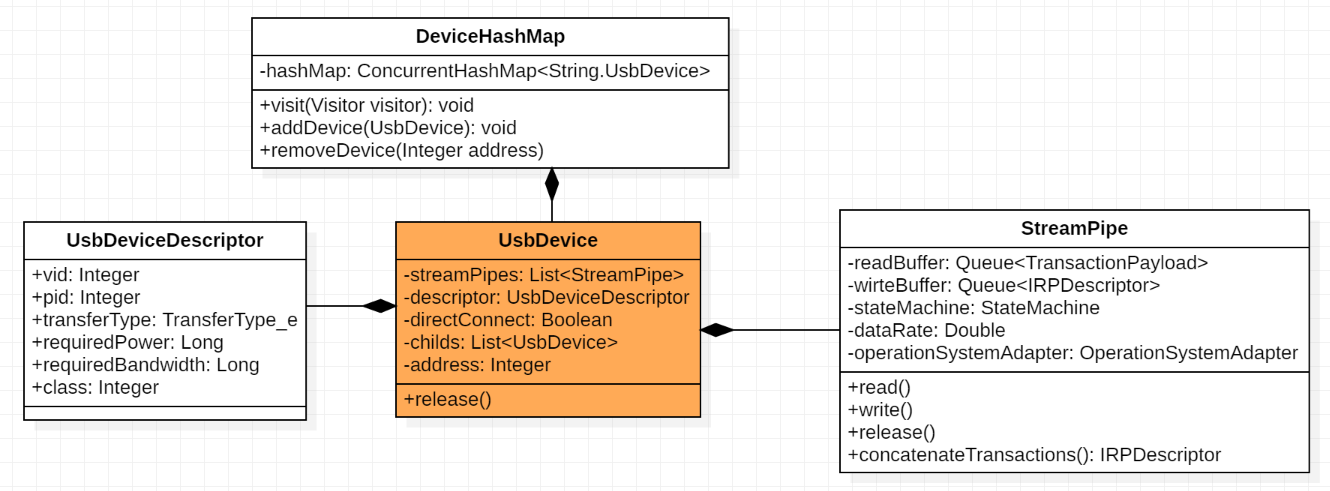 DeviceHashMap
-hashMap: ConcurrentHashMap<String.UsbDevice>
+visit(Visitor visitor): void
+addDevice(UsbDevice): void
+removeDevice(Integer address)
UsbDeviceDescriptor
+vid: Integer
+pid: Integer
+transferType: TransferType_e
+requiredPower: Long
+requiredBandwidth: Long
+class: Integer
UsbDevice
-streamPipes: List<StreamPipe>
-descriptor: UsbDeviceDescriptor
-directConnect: Boolean
-childs: List<UsbDevice>
-address: Integer
+release()
StreamPipe
-readBuffer: Queue<TransactionPayload>
-wirteBuffer: Queue<IRPDescriptor>
-stateMachine: StateMachine
-dataRate: Double
-operationSystemAdapter: OperationSystemAdapter
+read()
+write()
+release()
+concatenateTransactions(): IRPDescriptor